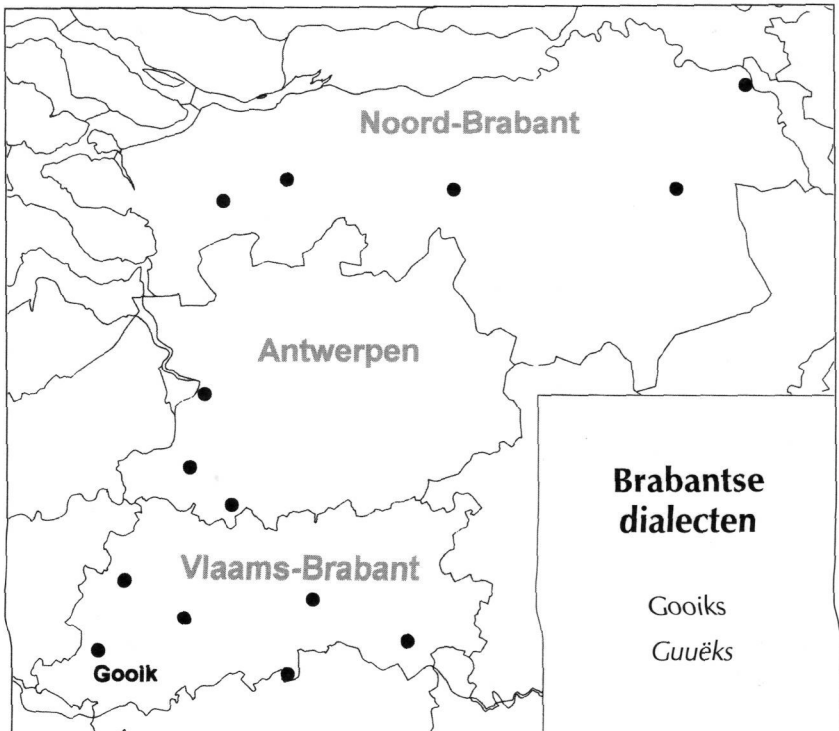 Noord-Brabant
Antwerpen
Vlaams-Brabant
Gooik
Brabantse
dialecten
Gooiks
Guuëks